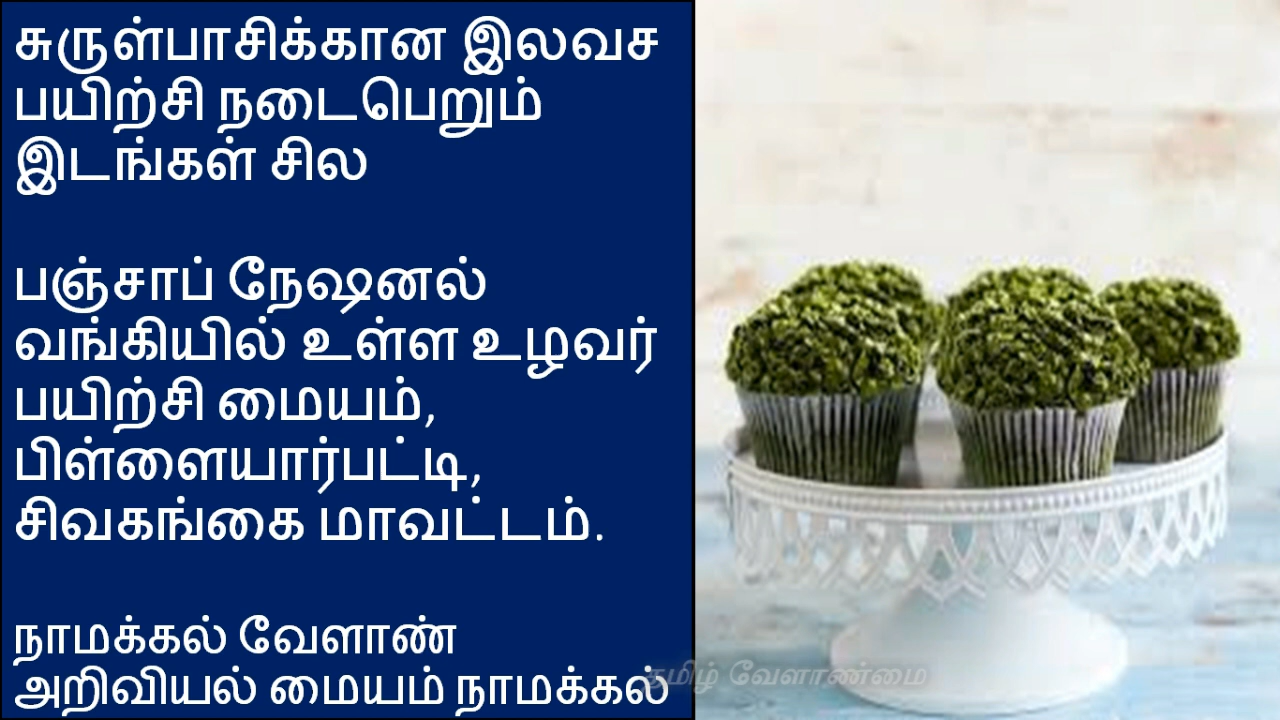 சுருள்பாசிக்கான இலவச
பயிற்சி நடைபெறும்
இடங்கள் சில
பஞ்சாப் நேஷனல்
வங்கியில் உள்ள உழவர்
பயிற்சி மையம்,
பிள்ளையார்பட்டி,
சிவகங்கை மாவட்டம்.
நாமக்கல் வேளாண்
அறிவியல் மையம் நாமக்கல்
தமிழ் வேளாண்மை